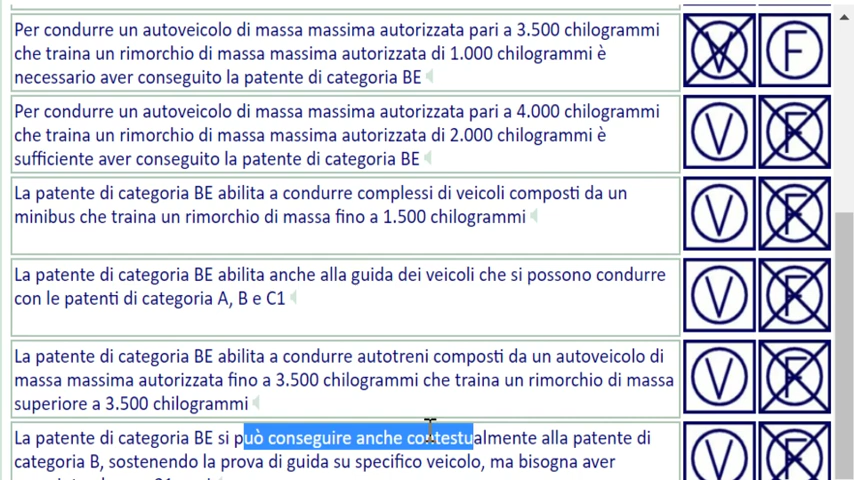 Per condurre un autoveicolo di massa massima autorizzata pari a 3.500 chilogrammi
che traina un rimorchio di massa massima autorizzata di 1.000 chilogrammi è
necessario aver conseguito la patente di categoria BE
V F
Per condurre un autoveicolo di massa massima autorizzata pari a 4.000 chilogrammi
che traina un rimorchio di massa massima autorizzata di 2.000 chilogrammi è
sufficiente aver conseguito la patente di categoria BE
V F
La patente di categoria BE abilita a condurre complessi di veicoli composti da un
minibus che traina un rimorchio di massa fino a 1.500 chilogrammi
V F
La patente di categoria BE abilita anche alla guida dei veicoli che si possono condurre
con le patenti di categoria A, B e C1
V F
La patente di categoria BE abilita a condurre autotreni composti da un autoveicolo di
massa massima autorizzata fino a 3.500 chilogrammi che traina un rimorchio di massa
superiore a 3.500 chilogrammi
V F
La patente di categoria BE si può conseguire anche contestualmente alla patente di
categoria B, sostenendo la prova di guida su specifico veicolo, ma bisogna aver
V F